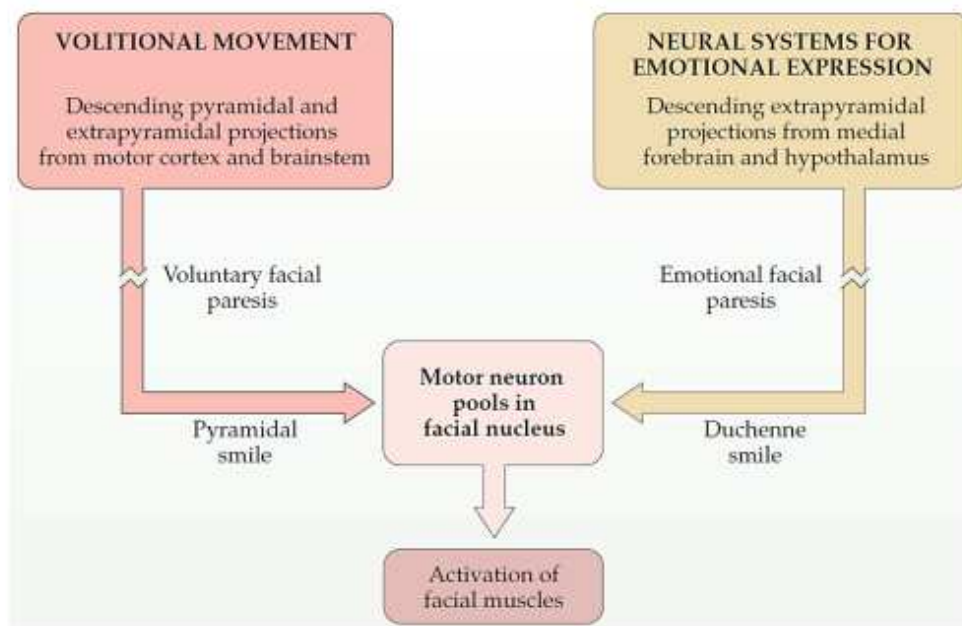 VOLITIONAL MOVEMENT
Descending pyramidal and
extrapyramidal projections
from motor cortex and brainstem
NEURAL SYSTEMS FOR
EMOTIONAL EXPRESSION
Descending extrapyramidal
projections from medial
forebrain and hypothalamus
Voluntary facial
paresis
Emotional facial
paresis
Motor neuron
pools in
facial nucleus
Pyramidal
smile
Duchenne
smile
Activation of
facial muscles